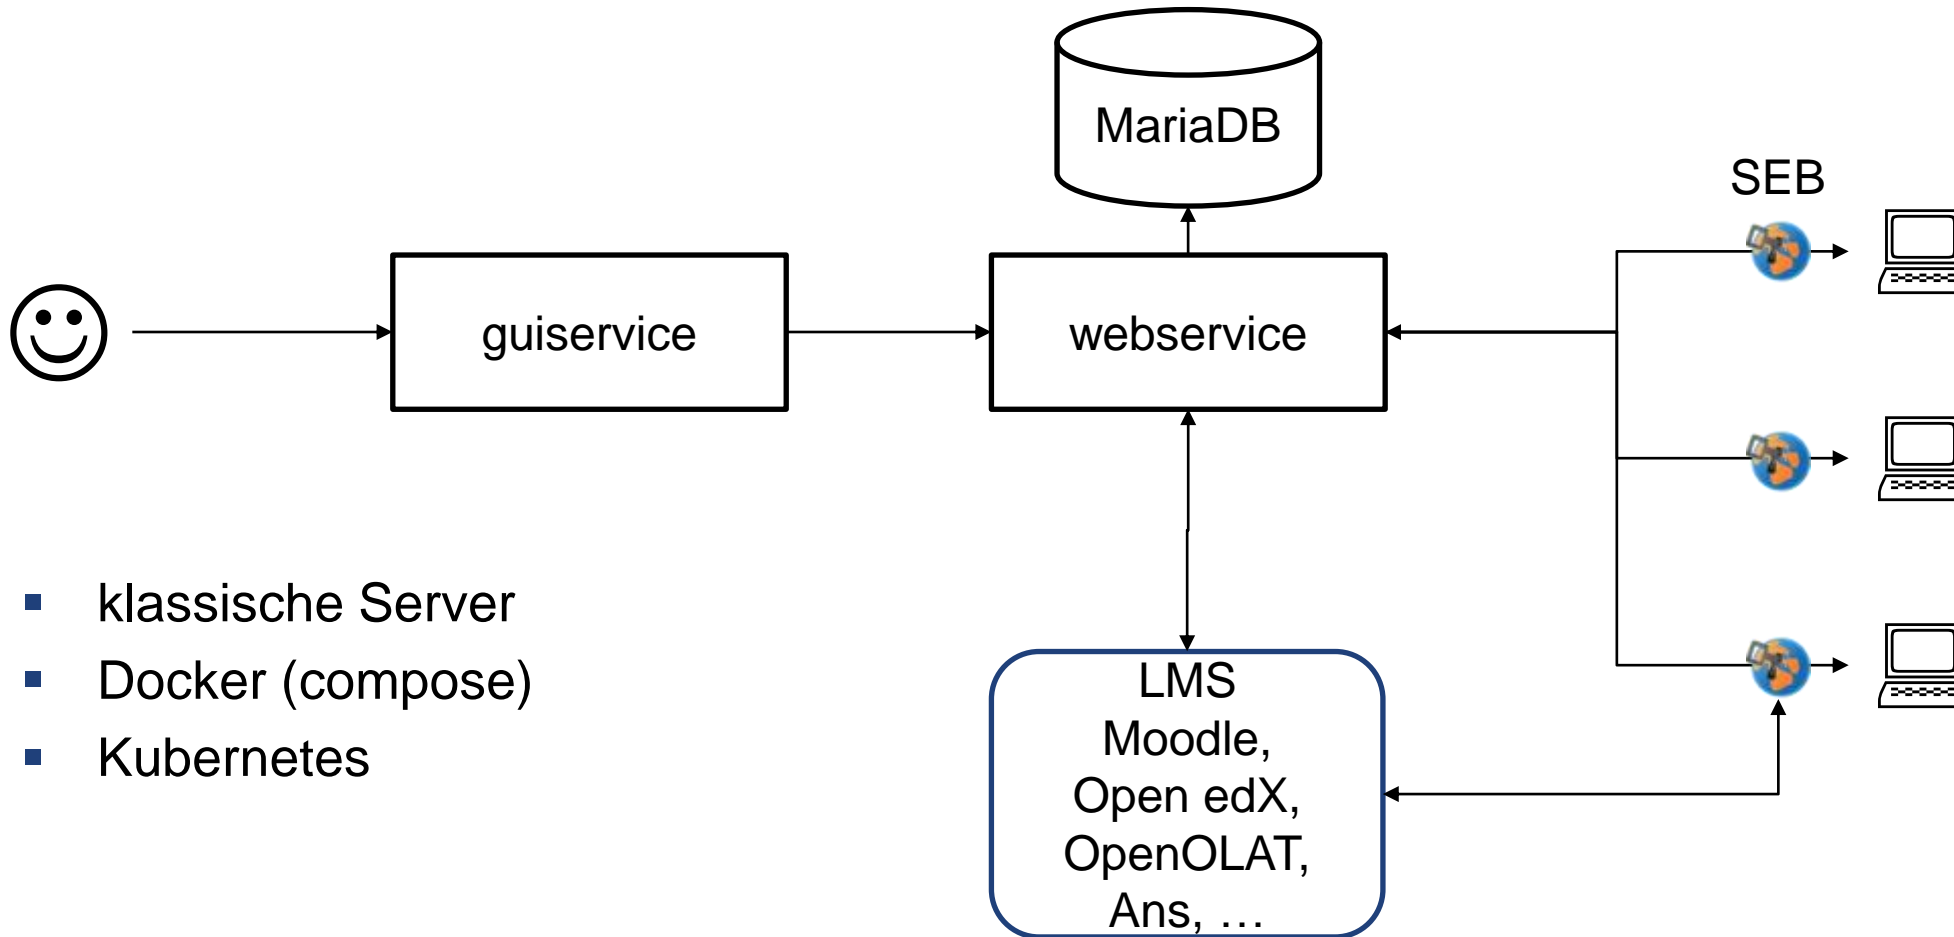 MariaDB
SEB
guiservice
webservice
klassische Server
Docker (compose)
Kubernetes
LMS
Moodle,
Open edX,
OpenOLAT,
Ans, …